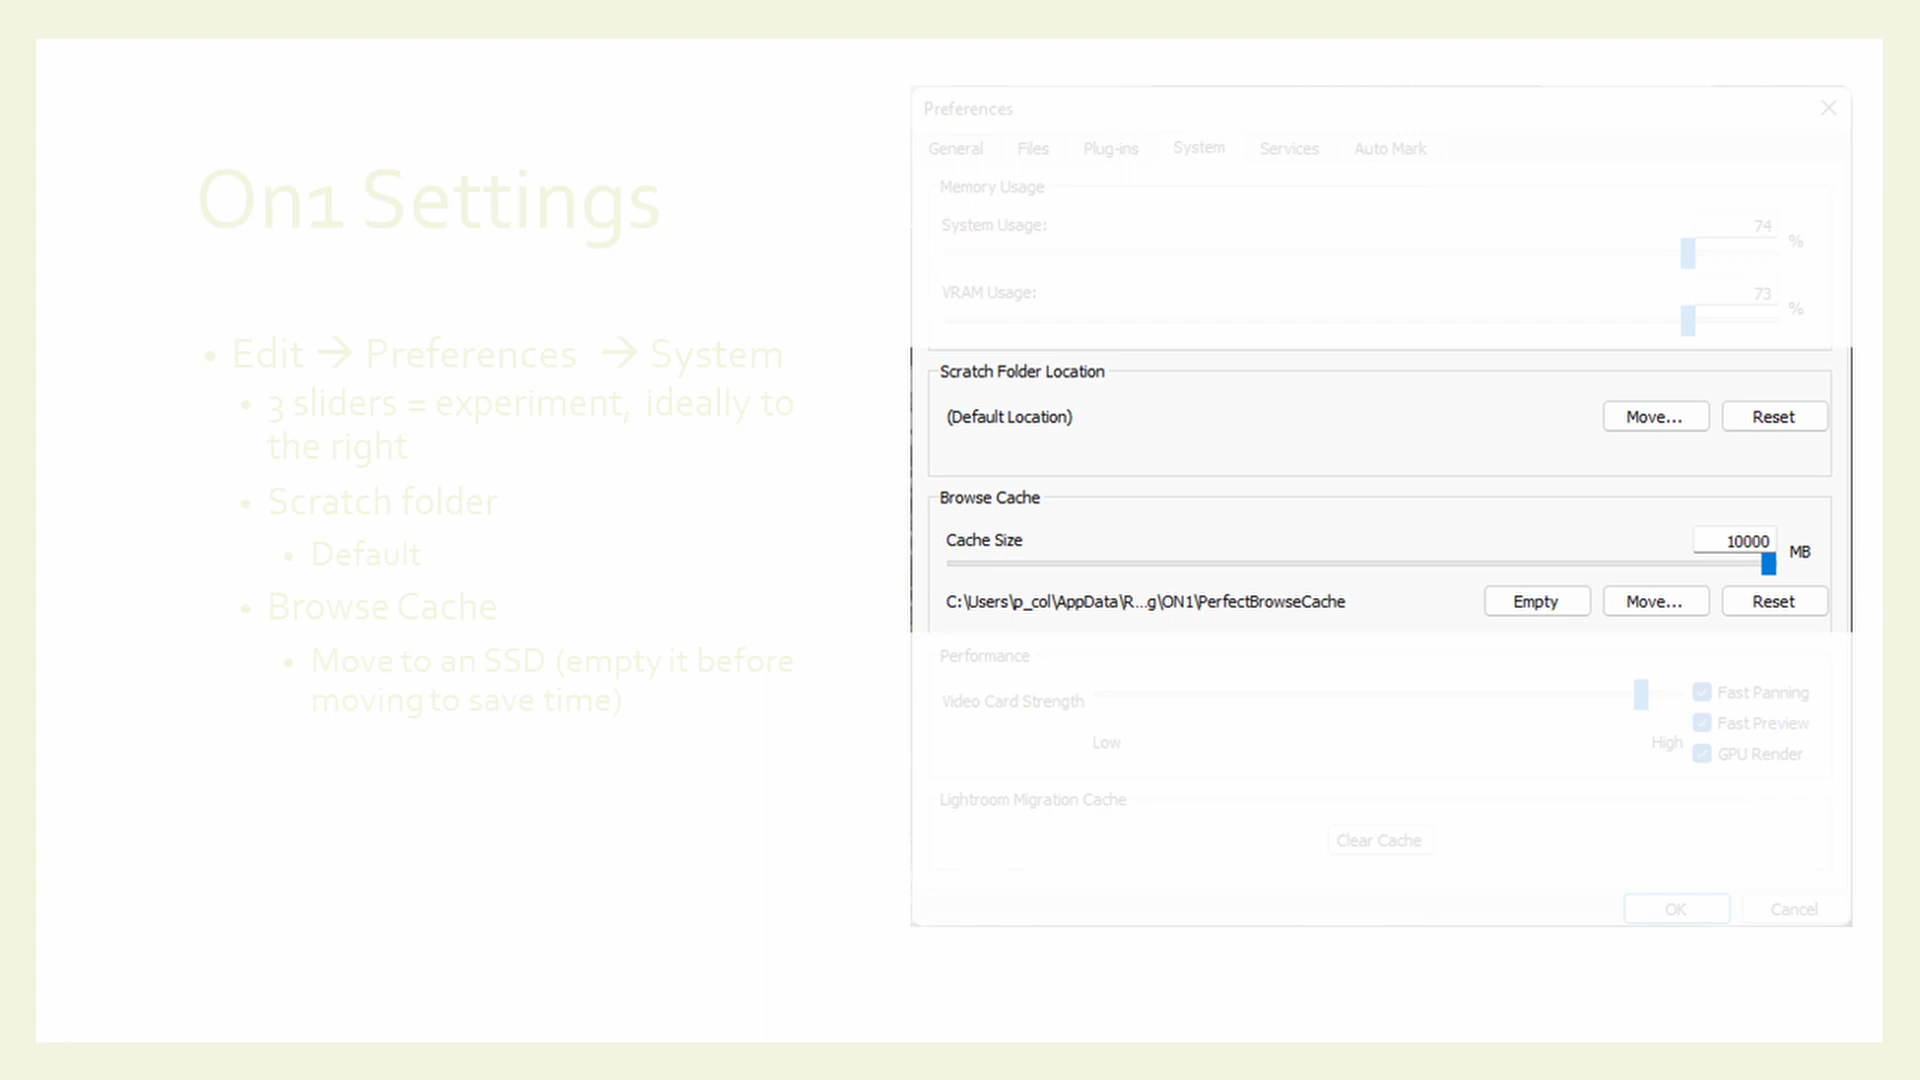 On1 Settings
• Edit → Preferences → System
• 3 sliders = experiment, ideally to
the right
• Scratch folder
• Default
• Browse Cache
• Move to an SSD (empty it before
moving to save time)
Preferences
General Files Plug-ins System Services Auto Mark
Memory Usage
System Usage: 74 %
VRAM Usage: 73 %
Scratch Folder Location
(Default Location) Move... Reset
Browse Cache
Cache Size 10000 MB
C:\Users\p_col\AppData\R...g\ON1\PerfectBrowseCache Empty Move... Reset
Performance
Video Card Strength Fast Panning
Fast Preview
Low High GPU Render
Lightroom Migration Cache
Clear Cache
OK Cancel